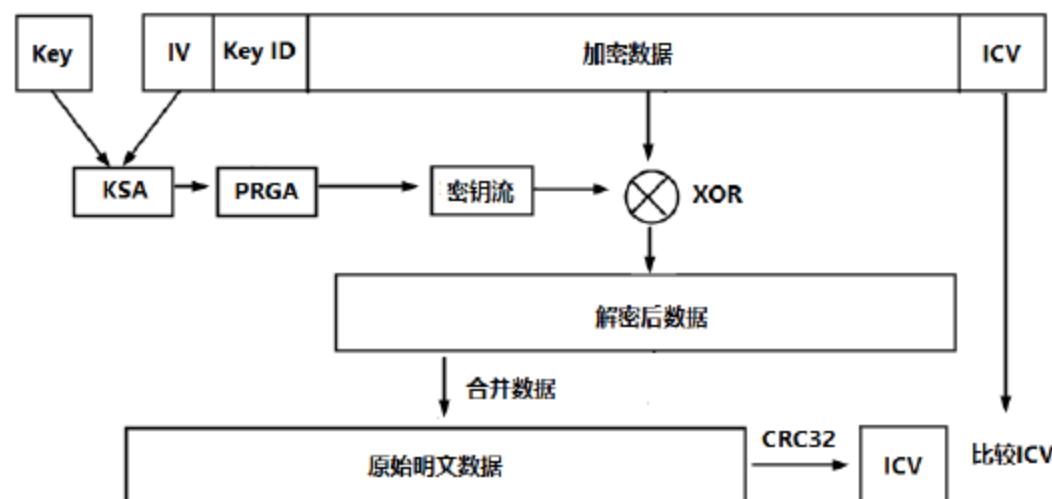 Key
IV
Key ID
加密数据
ICV
KSA
PRGA
密钥流
XOR
解密后数据
合并数据
原始明文数据
CRC32
ICV
比较ICV